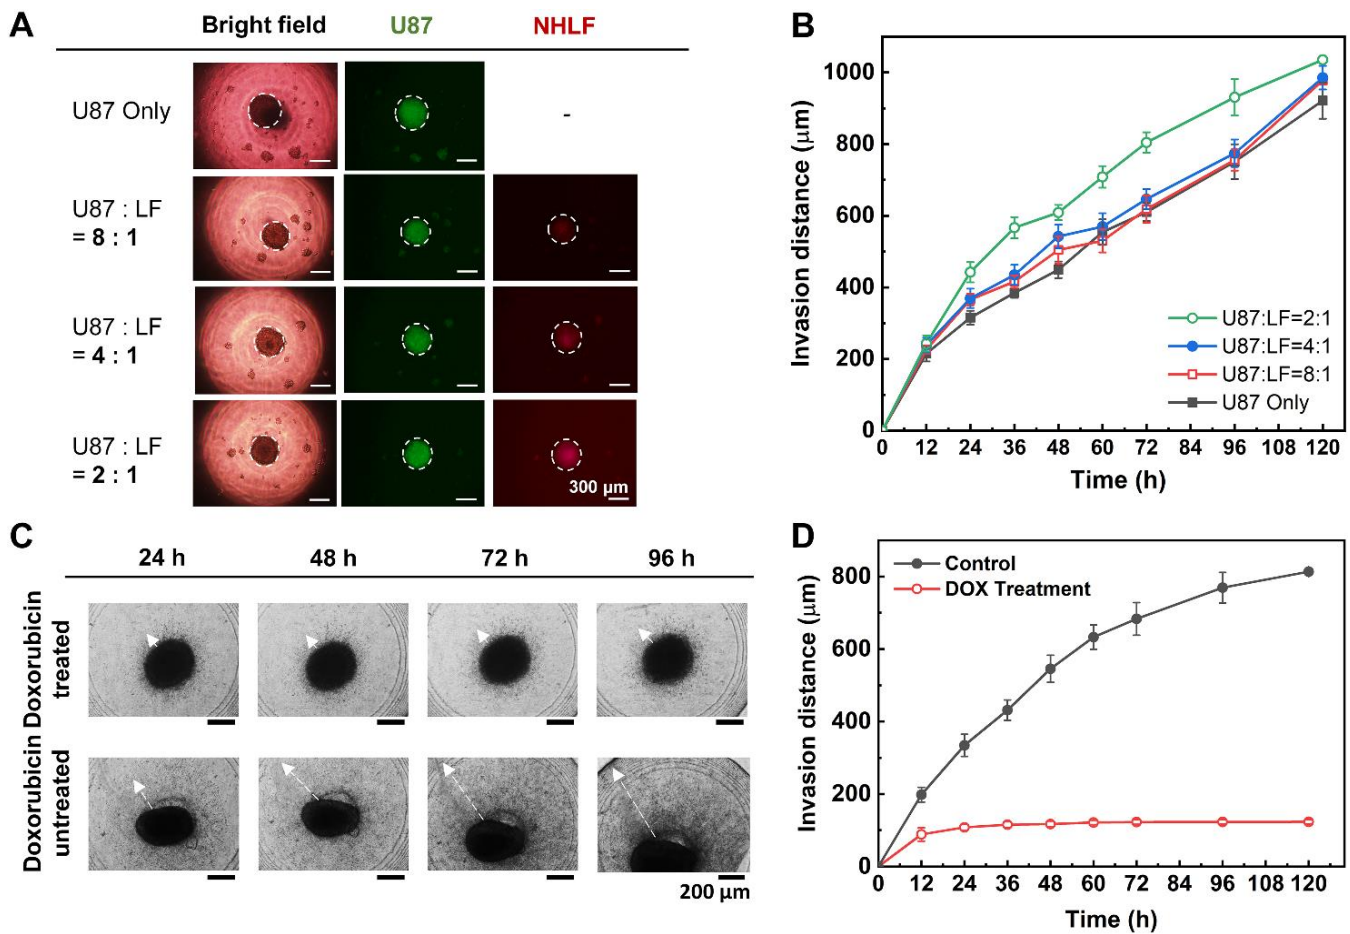 A
Bright field U87 NHLF
U87 Only
-
U87 : LF
= 8 : 1
U87 : LF
= 4 : 1
U87 : LF
= 2 : 1
300 μm
B
Invasion distance (μm)
1000
800
600
400
200
0
U87:LF=2:1
U87:LF=4:1
U87:LF=8:1
U87 Only
0 12 24 36 48 60 72 84 96 108 120
Time (h)
C
24 h 48 h 72 h 96 h
Doxorubicin
treated
Doxorubicin
untreated
200 μm
D
Invasion distance (μm)
800
600
400
200
0
Control
DOX Treatment
0 12 24 36 48 60 72 84 96 108 120
Time (h)